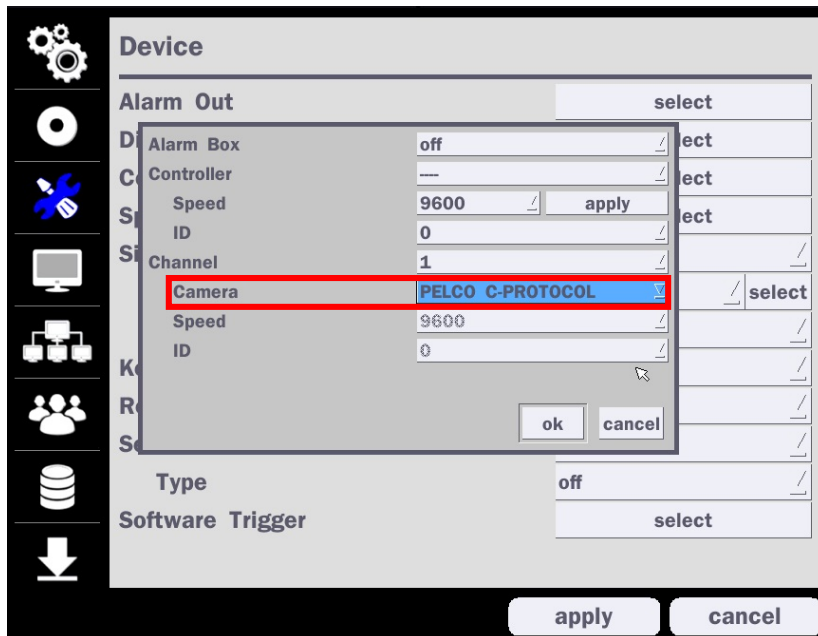 Device
Alarm Out select
Alarm Box off
Controller ----
Speed 9600 apply
ID 0
Channel 1
Camera PELCO C-PROTOCOL
select
Speed 9600
ID 0
ok cancel
Type off
Software Trigger select
apply cancel